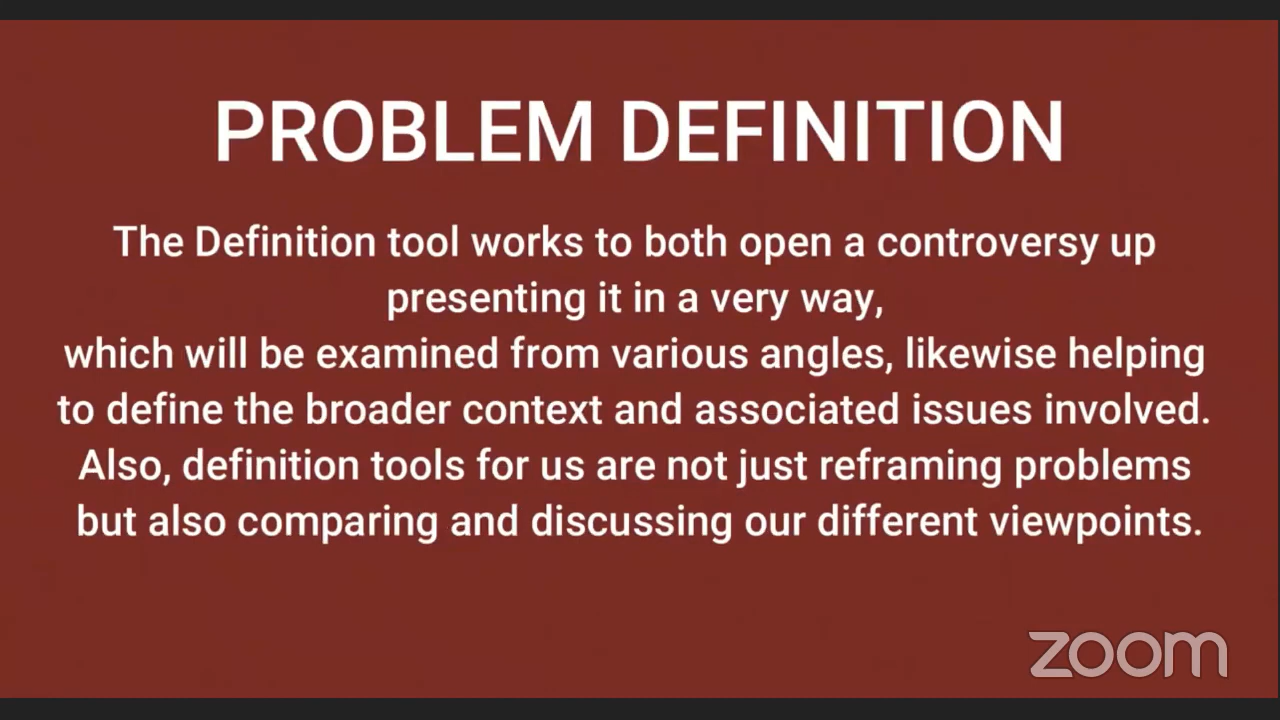 PROBLEM DEFINITION
The Definition tool works to both open a controversy up
presenting it in a very way,
which will be examined from various angles, likewise helping
to define the broader context and associated issues involved.
Also, definition tools for us are not just reframing problems
but also comparing and discussing our different viewpoints.
zoom